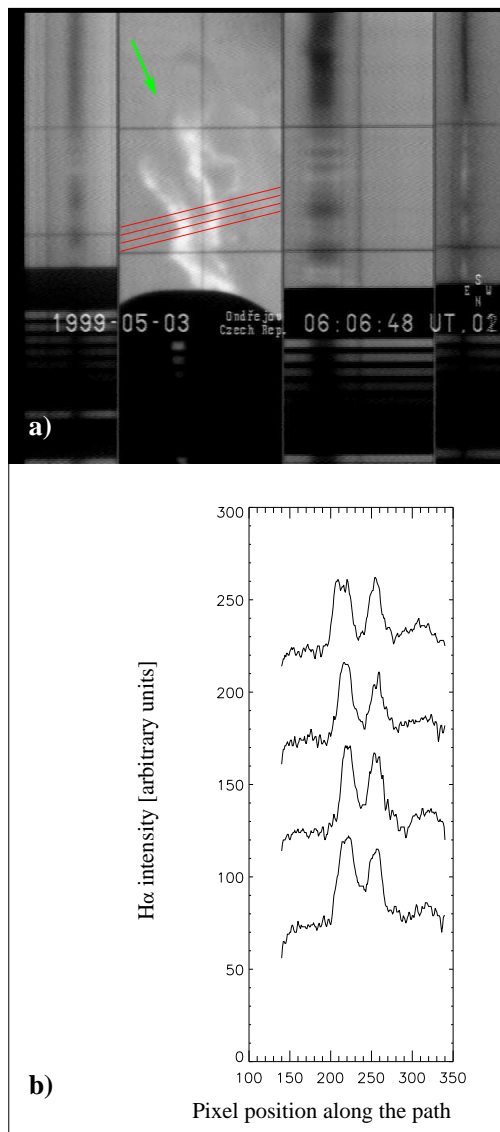 S
E W
N
1999-05-03 Ondřejov 06:06:48 UT.02
Czech Rep.
a)
300
250
200
150
100
50
0
100 150 200 250 300 350
Hα intensity [arbitrary units]
b)
Pixel position along the path